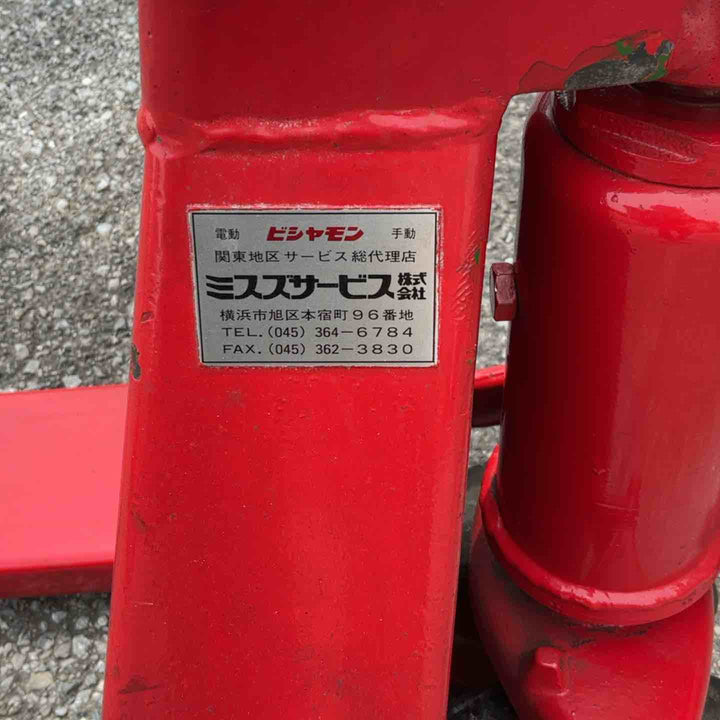 電動 ビシャモン 手動
関東地区サービス総代理店
ミスズサービス株式会社
横浜市旭区本宿町96番地
TEL.(045)364-6784
FAX.(045)362-3830